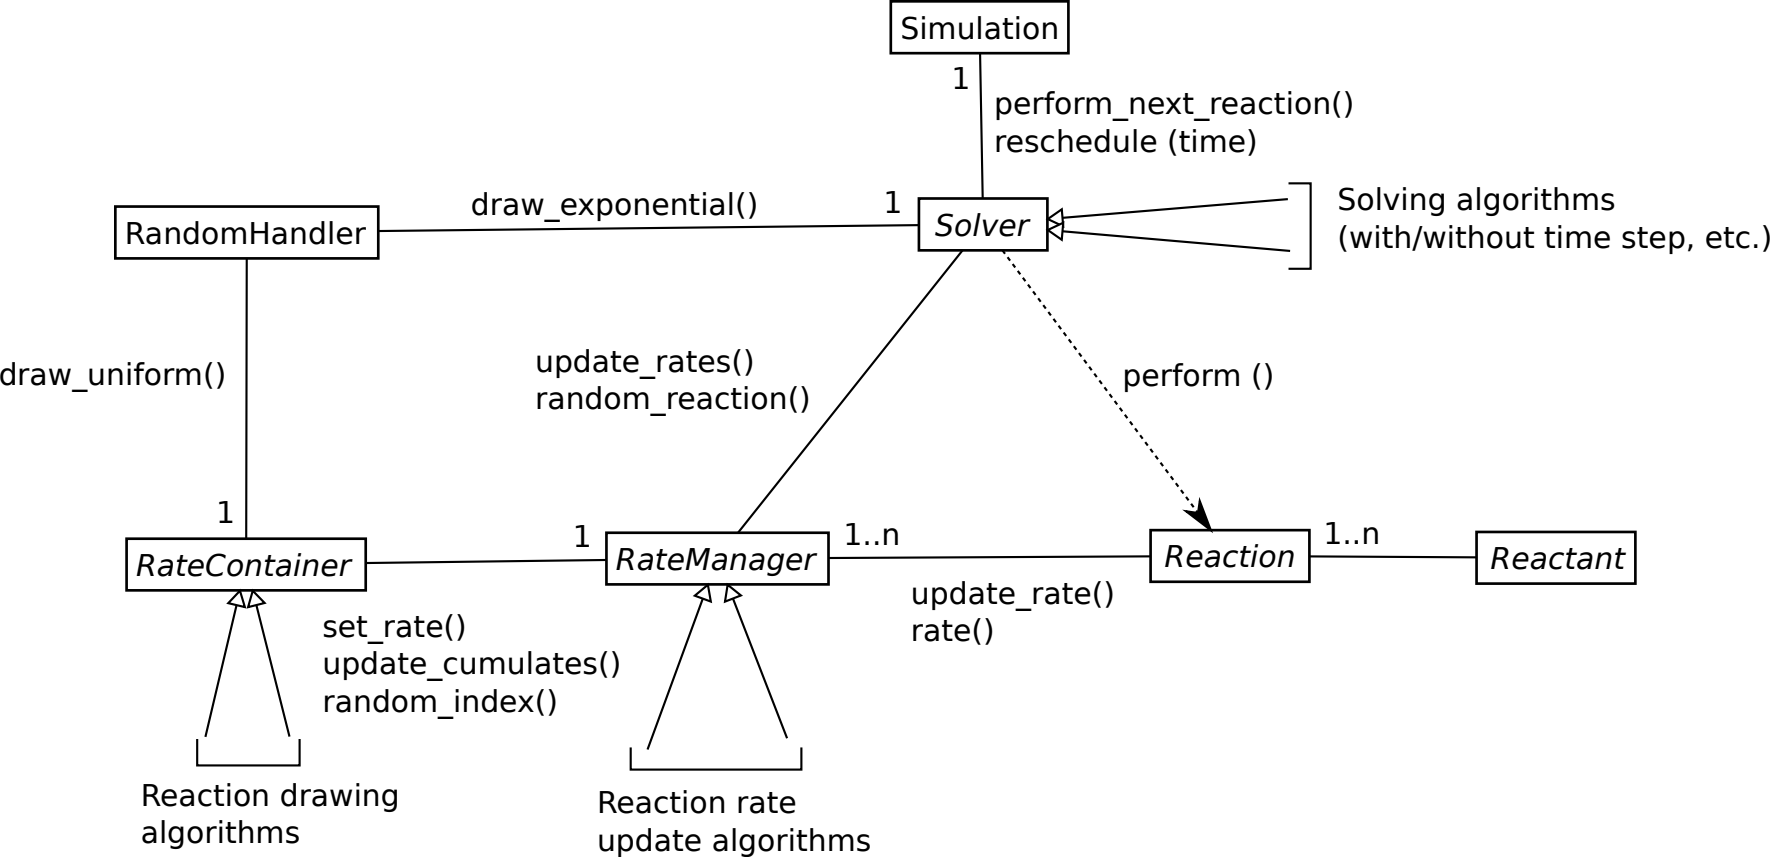 Simulation
1
perform_next_reaction()
reschedule (time)
draw_exponential()
1
Solver
Solving algorithms
(with/without time step, etc.)
RandomHandler
draw_uniform()
update_rates()
random_reaction()
perform ()
1
1
1..n
1..n
RateContainer
RateManager
Reaction
Reactant
set_rate()
update_cumulates()
random_index()
update_rate()
rate()
Reaction drawing
algorithms
Reaction rate
update algorithms